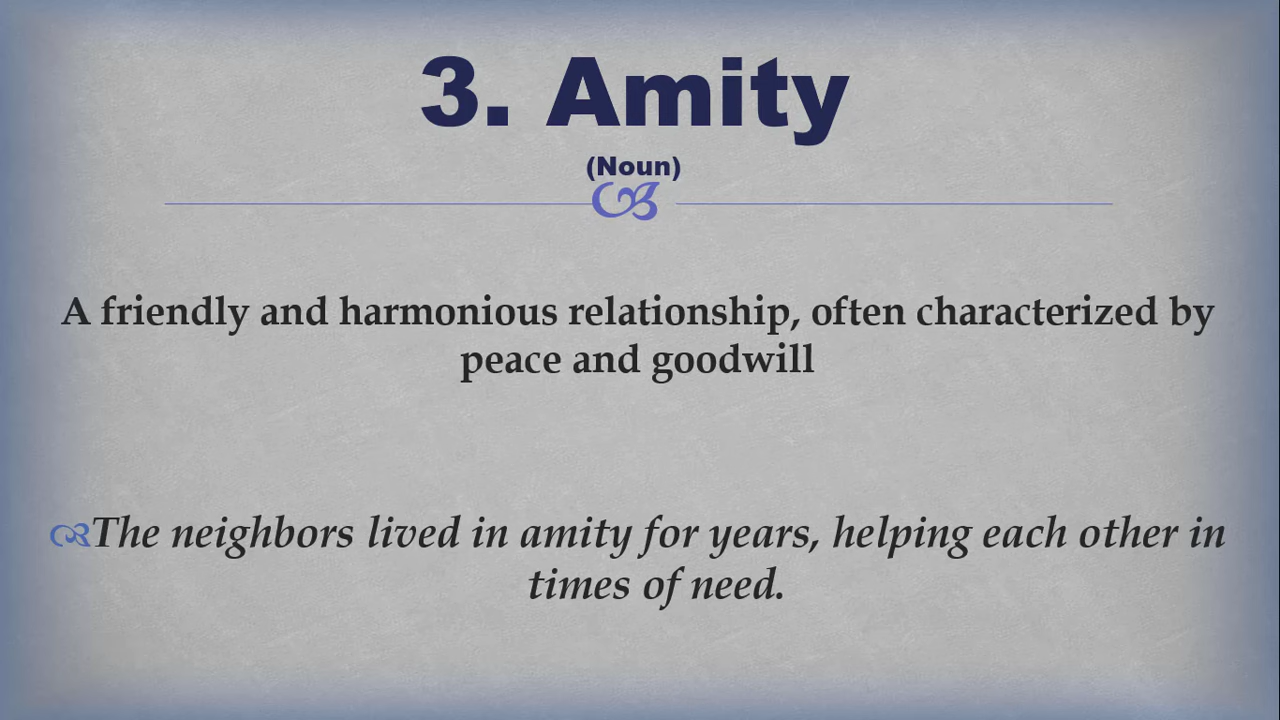 3. Amity
(Noun)
A friendly and harmonious relationship, often characterized by
peace and goodwill
The neighbors lived in amity for years, helping each other in
times of need.